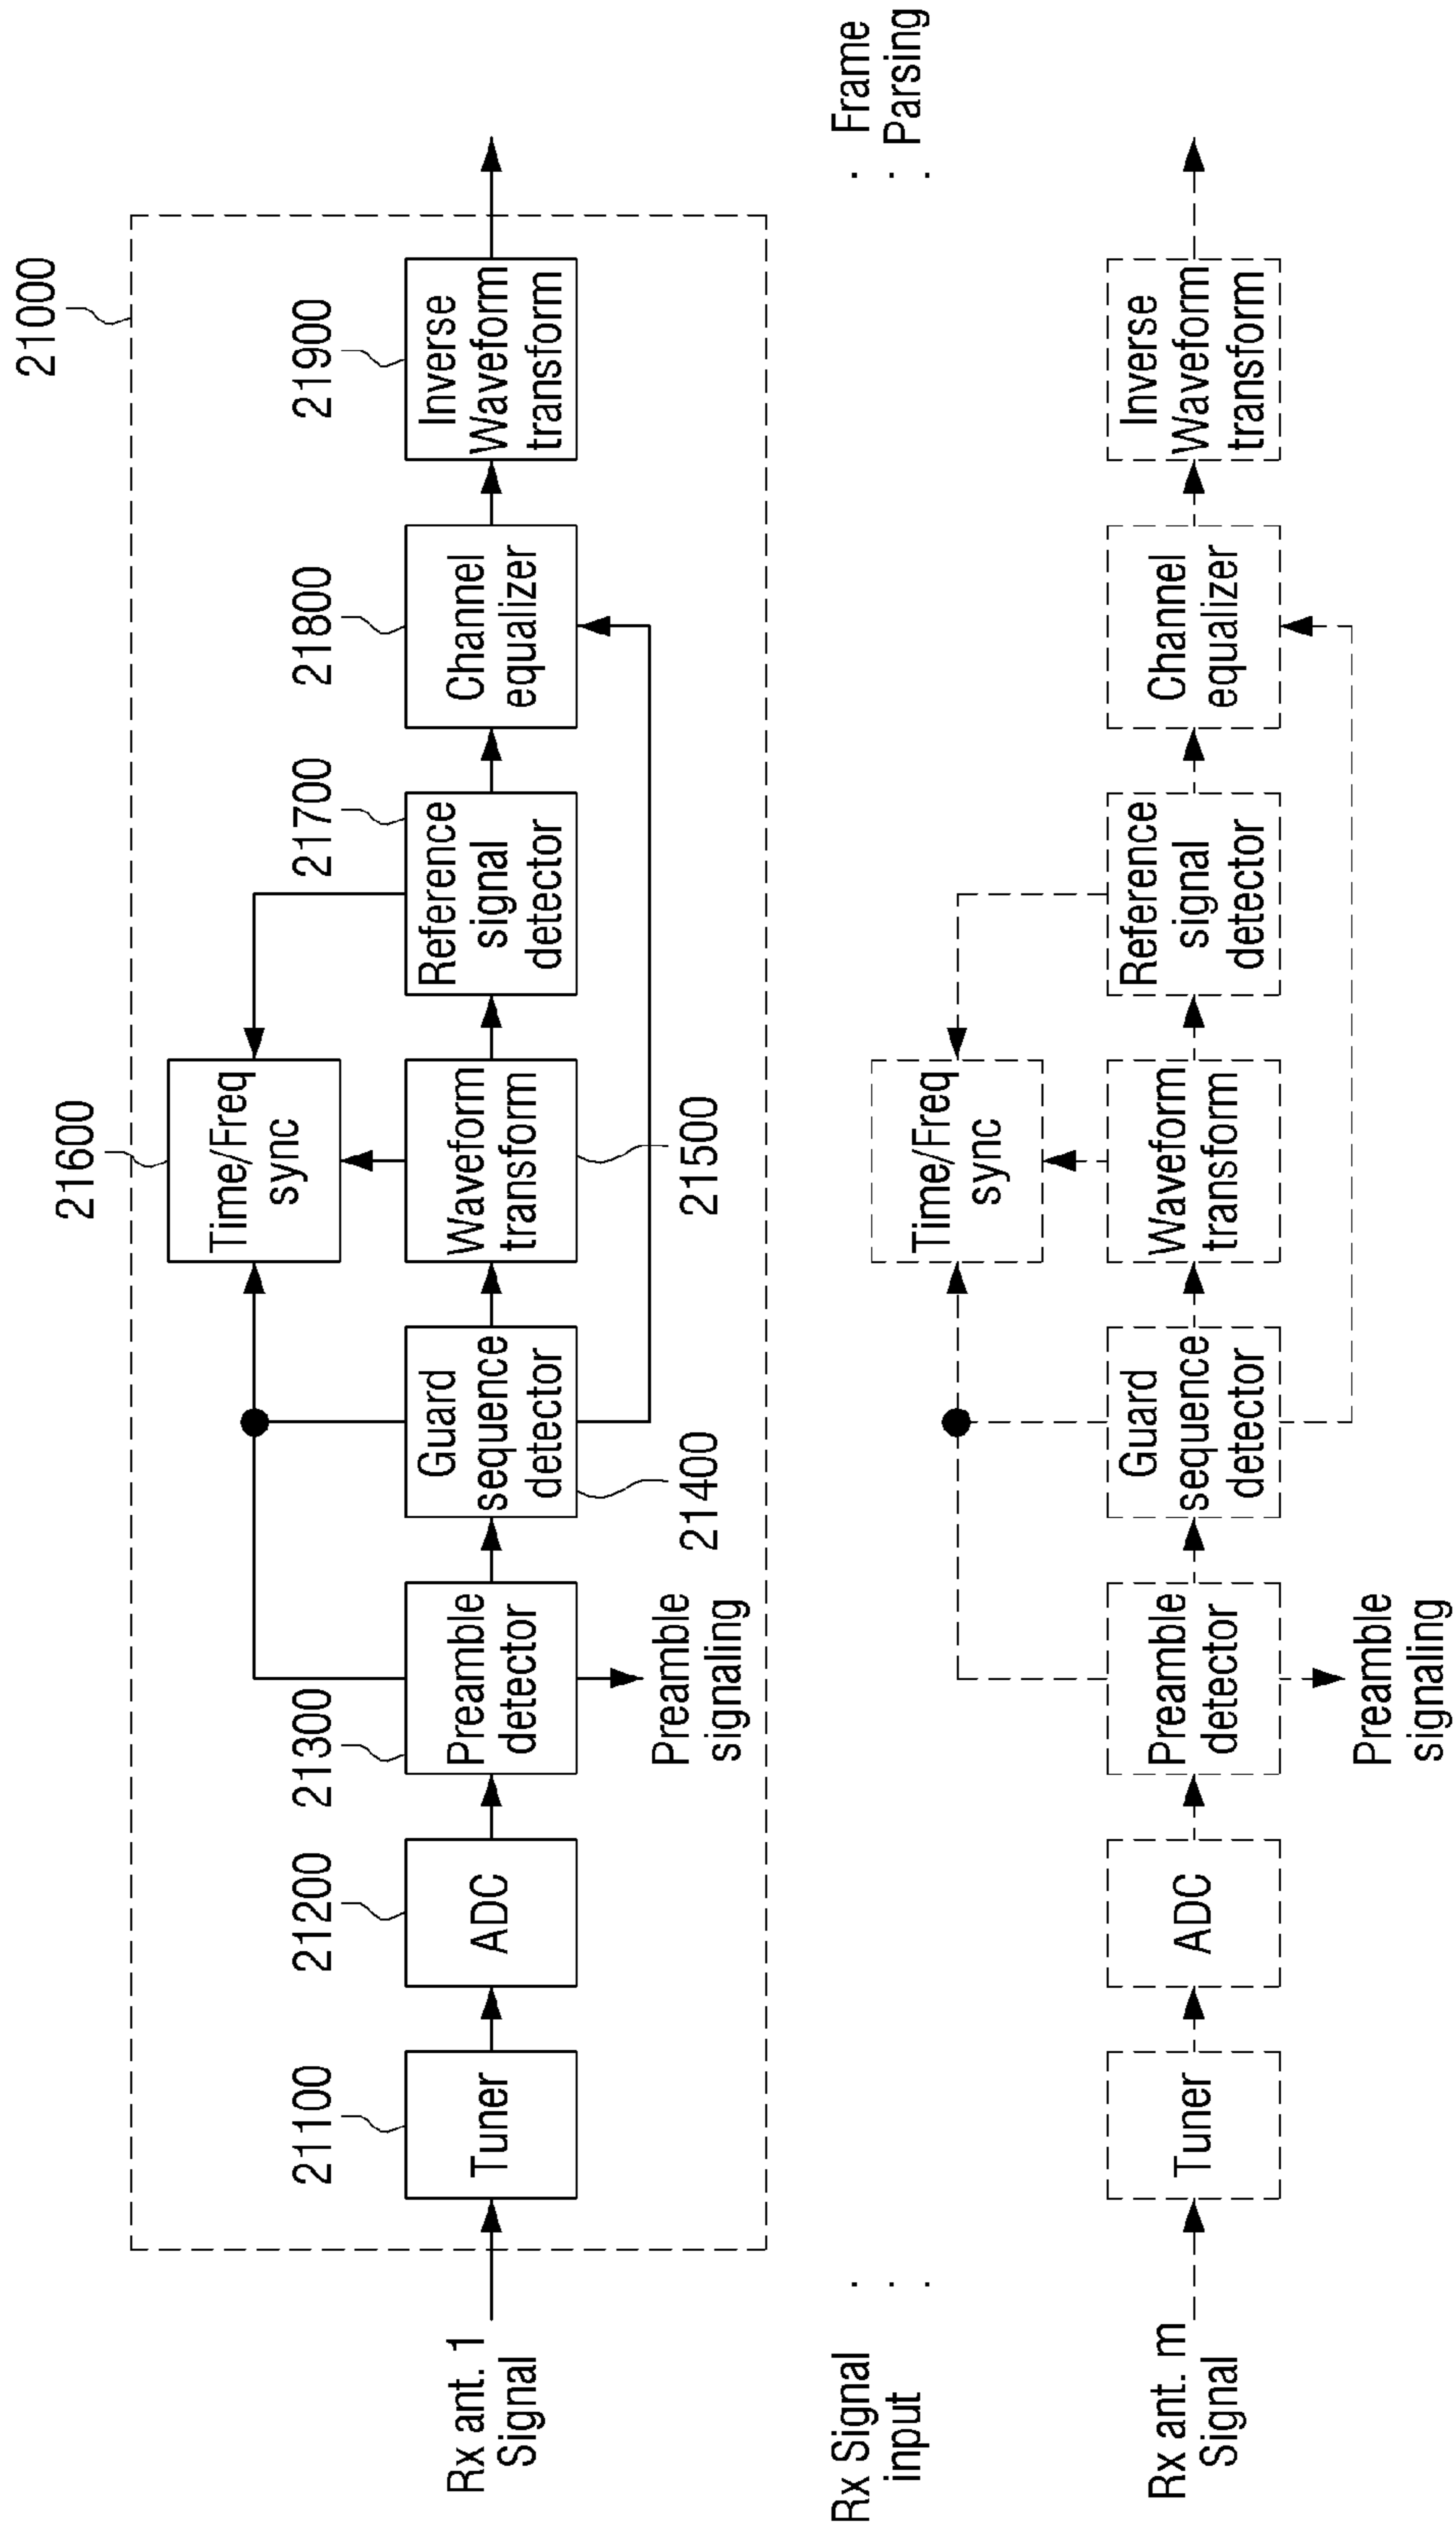 21000
21600
Time/Freq
sync
21100
21200
21300
21700
21800
21900
Rx ant. 1
Signal
Tuner
ADC
Preamble
detector
Guard
sequence
detector
Waveform
transform
Reference
signal
detector
Channel
equalizer
Inverse
Waveform
transform
21400
21500
Preamble
signaling
Rx Signal
input
Frame
Parsing
Time/Freq
sync
Rx ant. m
Signal
Tuner
ADC
Preamble
detector
Guard
sequence
detector
Waveform
transform
Reference
signal
detector
Channel
equalizer
Inverse
Waveform
transform
Preamble
signaling